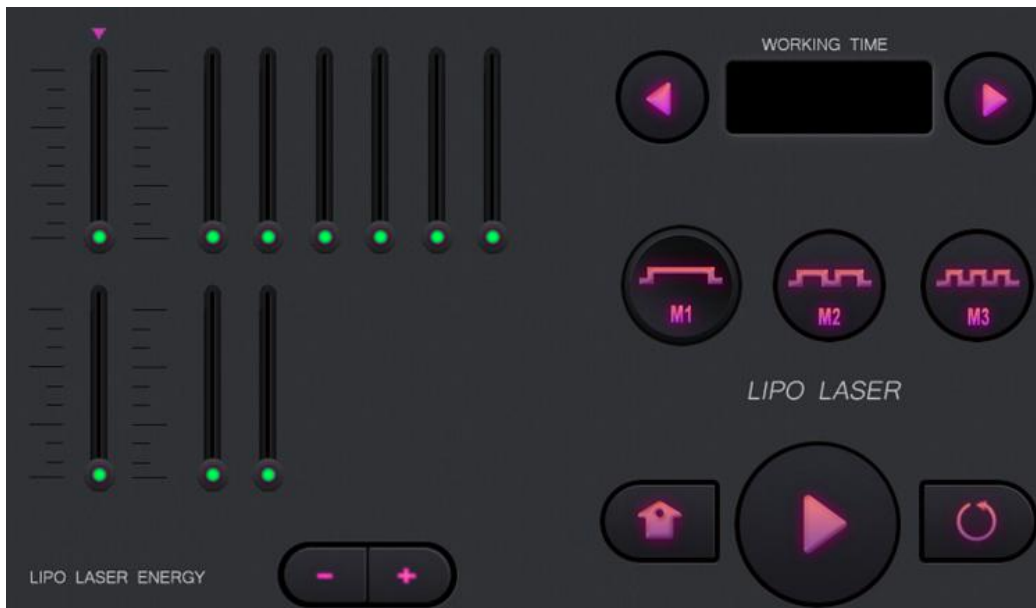 WORKING TIME
M1
M2
M3
LIPO LASER
LIPO LASER ENERGY
- +